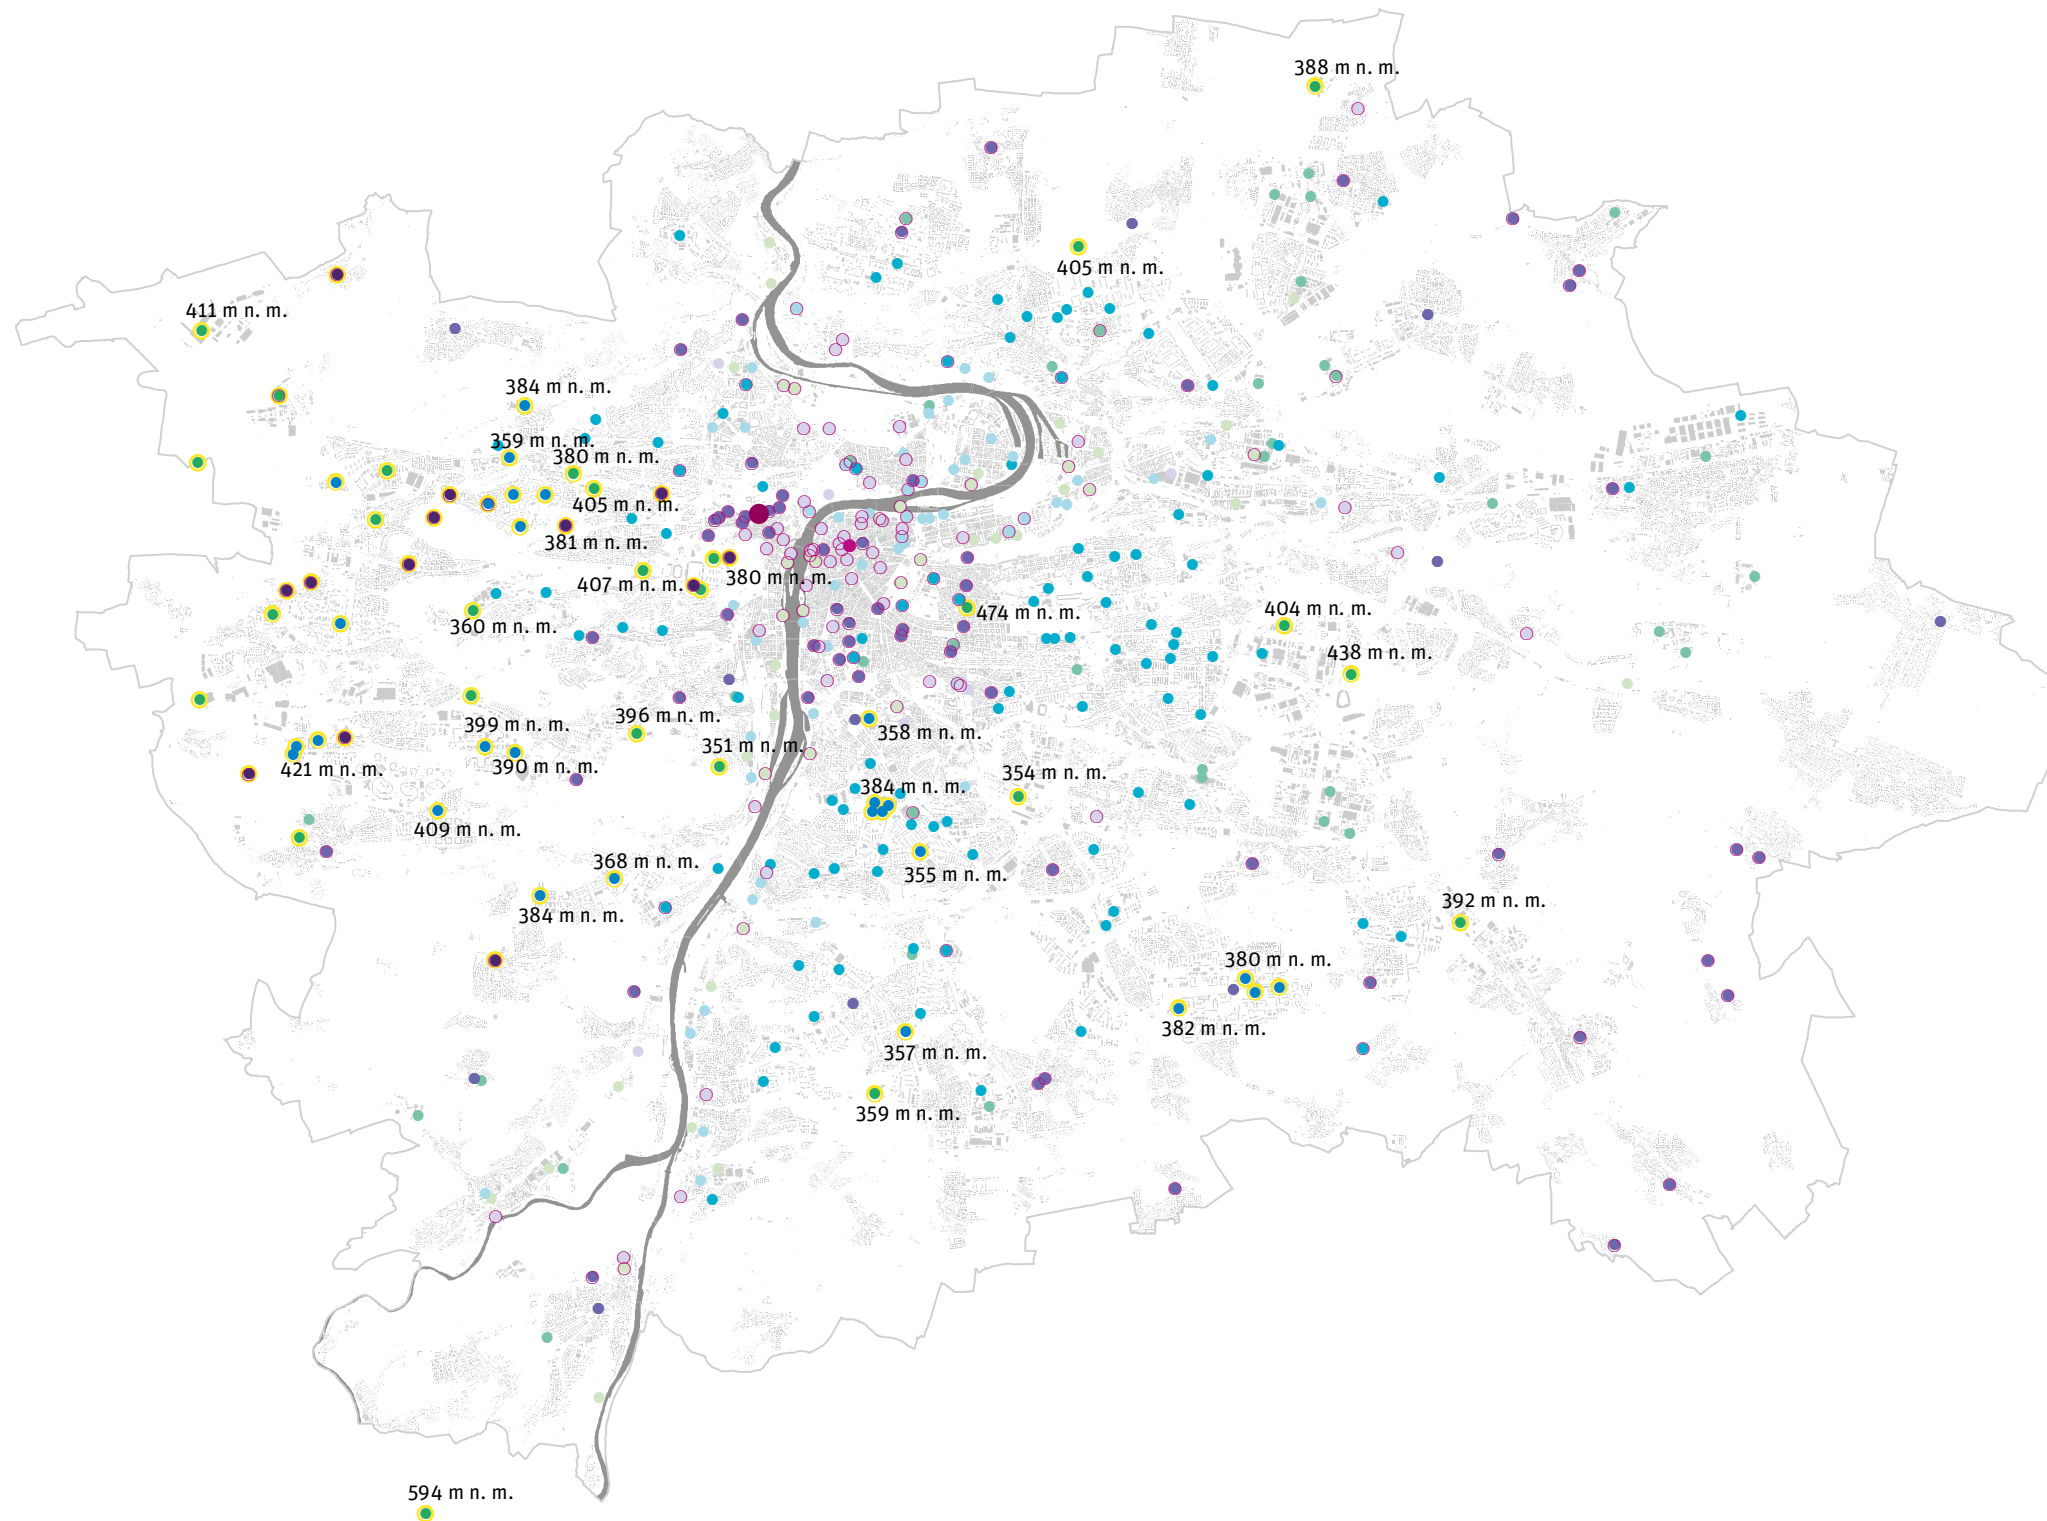 388 m n. m.
405 m n. m.
411 m n. m.
384 m n. m.
359 m n. m.
380 m n. m.
405 m n. m.
381 m n. m.
380 m n. m.
407 m n. m.
474 m n. m.
404 m n. m.
360 m n. m.
438 m n. m.
396 m n. m.
399 m n. m.
358 m n. m.
351 m n. m.
390 m n. m.
421 m n. m.
354 m n. m.
384 m n. m.
409 m n. m.
368 m n. m.
355 m n. m.
392 m n. m.
384 m n. m.
380 m n. m.
382 m n. m.
357 m n. m.
359 m n. m.
594 m n. m.